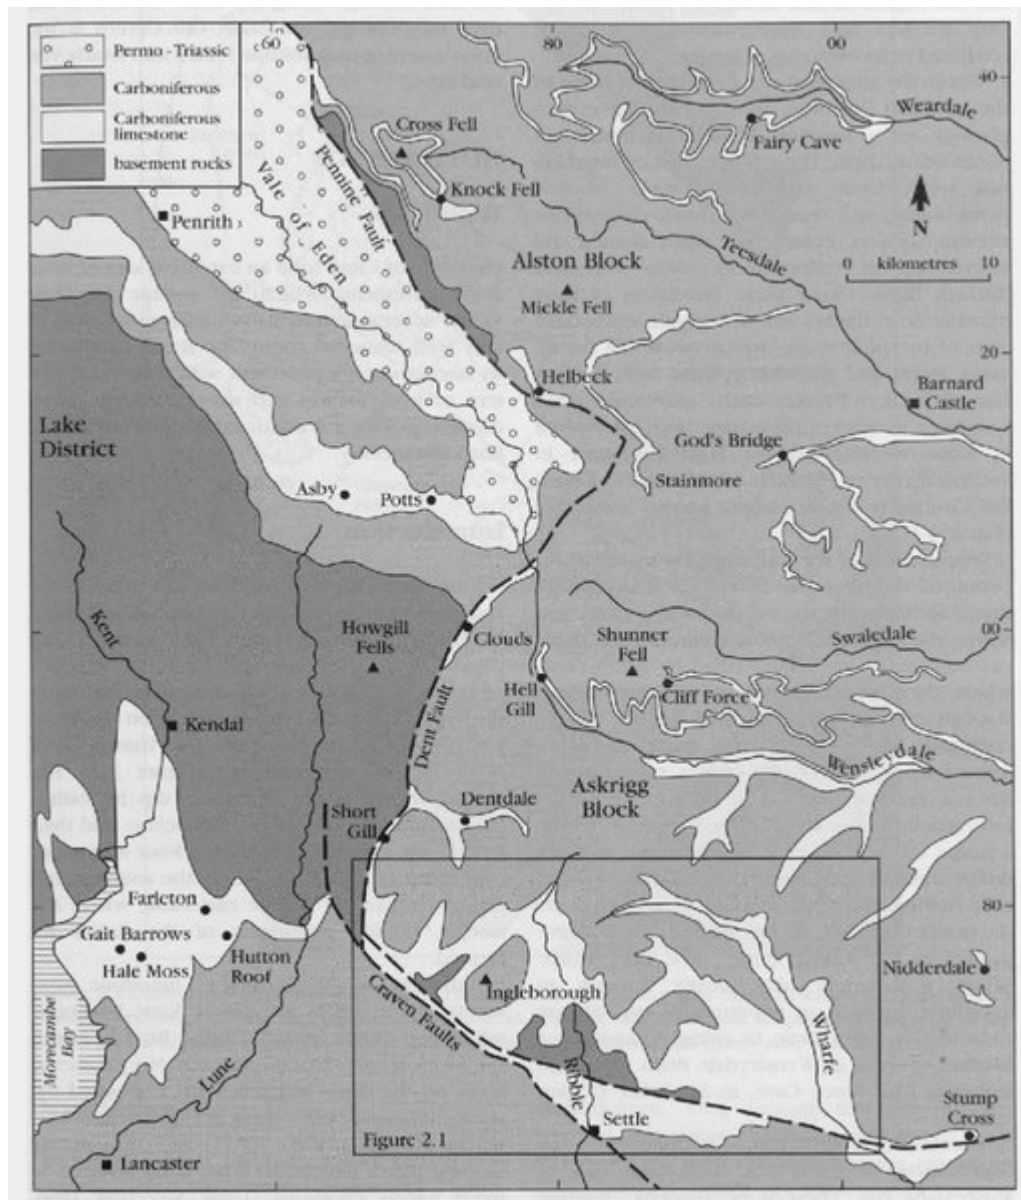 60
80
00
Permo - Triassic
Carboniferous
Carboniferous
limestone
basement rocks
40
Weardale
Cross Fell
Fairy Cave
Pennine Fault
Vale of Eden
Knock Fell
Penrith
N
Teesdale
Alston Block
0 kilometres 10
Mickle Fell
20
Helbeck
Barnard
Castle
Lake
District
God's Bridge
Asby
Potts
Stainmore
Kent
Howgill
Fells
Clouds
Shunner
Fell
Swaledale
00
Hell
Gill
Cliff Force
Kendal
Dent Fault
Wensleydale
Askrigg
Block
Short
Gill
Dentdale
Farleton
80
Gait Barrows
Hale Moss
Hutton
Roof
Nidderdale
Ingleborough
Craven Faults
Morecambe
Bay
Wharfe
Lune
Ribble
Settle
Stump
Cross
Figure 2.1
Lancaster